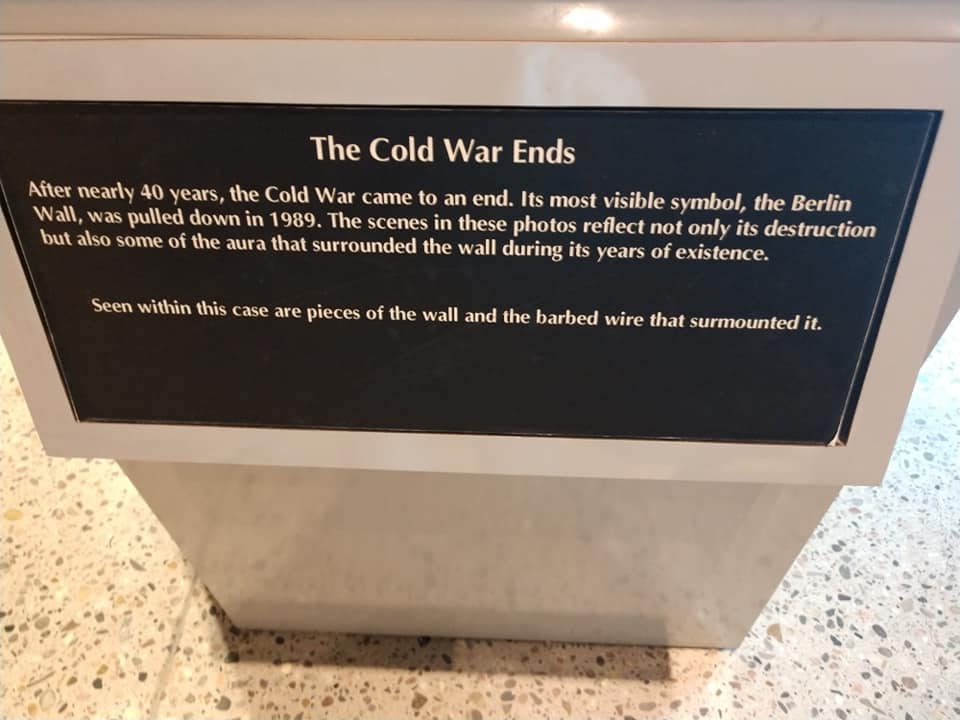 The Cold War Ends
After nearly 40 years, the Cold War came to an end. Its most visible symbol, the Berlin
Wall, was pulled down in 1989. The scenes in these photos reflect not only its destruction
but also some of the aura that surrounded the wall during its years of existence.
Seen within this case are pieces of the wall and the barbed wire that surmounted it.